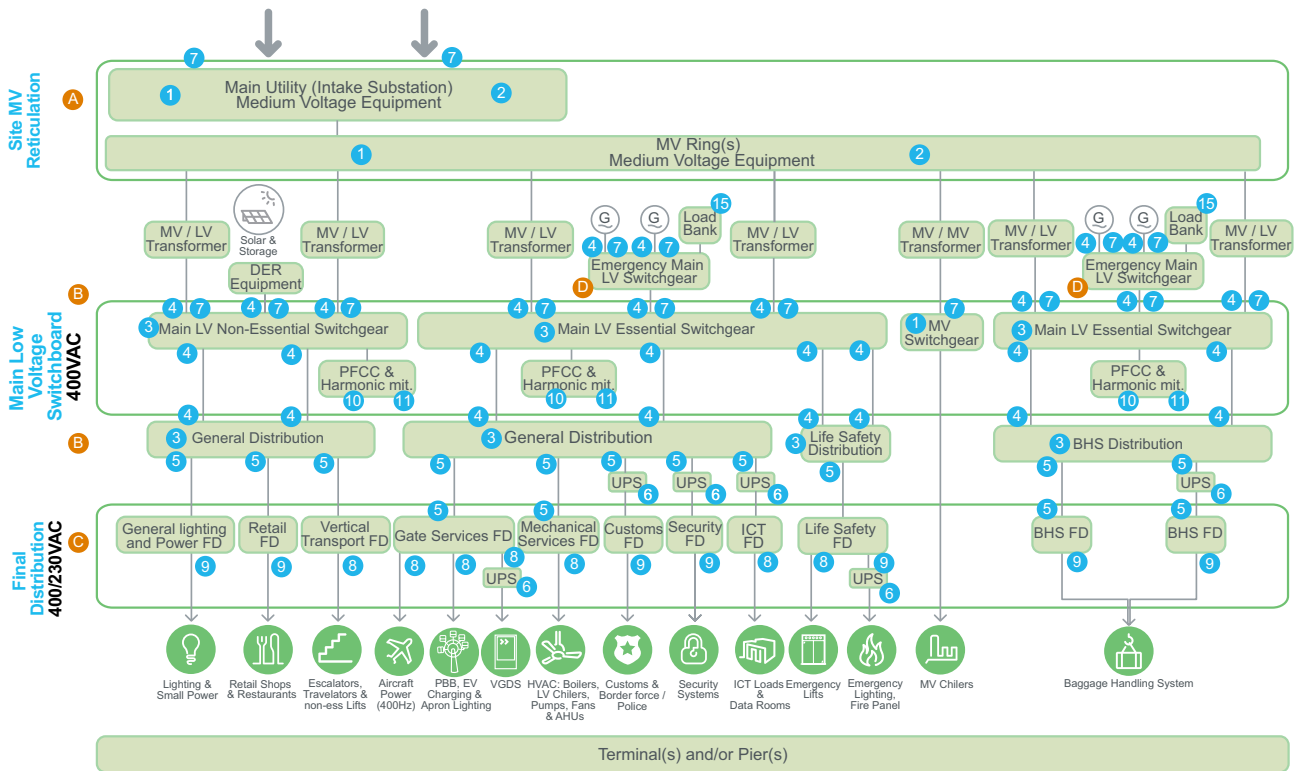 7
7
Site MV
Reticulation
A
1
Main Utility (Intake Substation)
Medium Voltage Equipment
2
1
MV Ring(s)
Medium Voltage Equipment
2
MV / LV
Transformer
Solar &
Storage
DER
Equipment
MV / LV
Transformer
MV / LV
Transformer
G
G
4
7
4
7
Load
Bank
15
Emergency Main
LV Switchgear
D
MV / LV
Transformer
MV / MV
Transformer
MV / LV
Transformer
G
G
4
7
4
7
Load
Bank
15
Emergency Main
LV Switchgear
D
MV / LV
Transformer
B
Main Low
Voltage
Switchboard
400VAC
4
7
4
7
4
7
3
Main LV Non-Essential Switchgear
4
4
PFCC &
Harmonic mit.
10
11
4
7
4
7
4
7
3
Main LV Essential Switchgear
4
4
4
4
PFCC &
Harmonic mit.
10
11
7
1
MV
Switchgear
4
7
4
7
4
7
3
Main LV Essential Switchgear
4
4
PFCC &
Harmonic mit.
10
11
B
4
4
3
General Distribution
5
5
5
4
4
3
General Distribution
5
5
5
5
5
UPS
6
UPS
6
UPS
6
4
4
3
Life Safety
Distribution
5
4
4
3
BHS Distribution
5
5
UPS
6
Final
Distribution
400/230VAC
C
General lighting
and Power FD
9
Retail
FD
9
Vertical
Transport FD
8
5
Gate Services FD
8
8
8
UPS
6
5
Mechanical
Services FD
8
Customs
FD
9
Security
FD
9
ICT
FD
8
Life Safety
FD
8
9
UPS
6
5
BHS FD
9
5
BHS FD
9
Lighting &
Small Power
Retail Shops
& Restaurants
Escalators,
Travelators &
non-ess Lifts
Aircraft
Power
(400Hz)
PBB, EV
Charging &
Apron Lighting
VGDS
HVAC: Boilers,
LV Chilers,
Pumps, Fans
& AHUs
Customs &
Border force /
Police
Security
Systems
ICT Loads
&
Data Rooms
Emergency
Lifts
Emergency
Lighting,
Fire Panel
MV Chilers
Baggage Handling System
Terminal(s) and/or Pier(s)